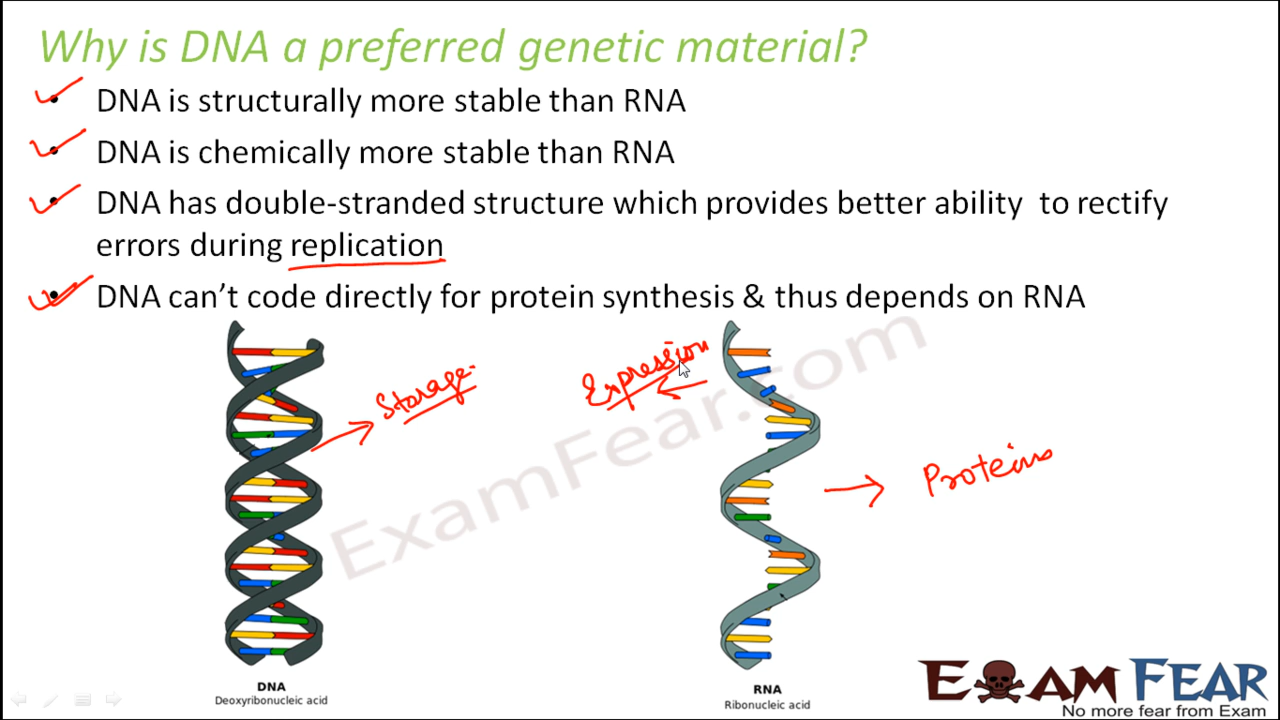 Why is DNA a preferred genetic material?
• DNA is structurally more stable than RNA
• DNA is chemically more stable than RNA
• DNA has double-stranded structure which provides better ability to rectify
errors during replication
• DNA can't code directly for protein synthesis & thus depends on RNA
Storage
Expression
Proteins
ExamFear.com
DNA
Deoxyribonucleic acid
RNA
Ribonucleic acid
EXAM FEAR
No more fear from Exam